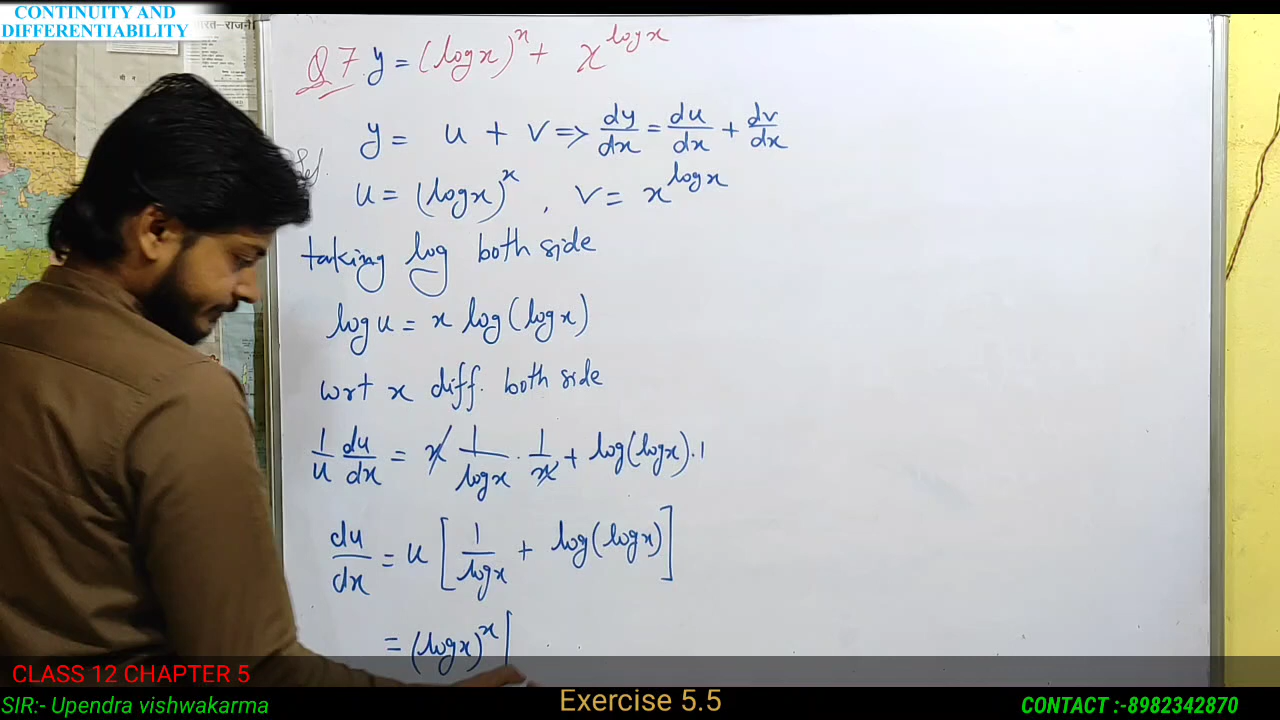 CONTINUITY AND
DIFFERENTIABILITY
Q 7 y = (log x)^x + x^{log x}
y = u + v => dy/dx = du/dx + dv/dx
Sol.
u = (log x)^x , v = x^{log x}
taking log both side
log u = x log (log x)
wrt x diff. both side
1/u du/dx = x 1/log x . 1/x + log(log x).1
du/dx = u [ 1/log x + log(log x) ]
= (log x)^x [
CLASS 12 CHAPTER 5
SIR:- Upendra vishwakarma
Exercise 5.5
CONTACT :-8982342870